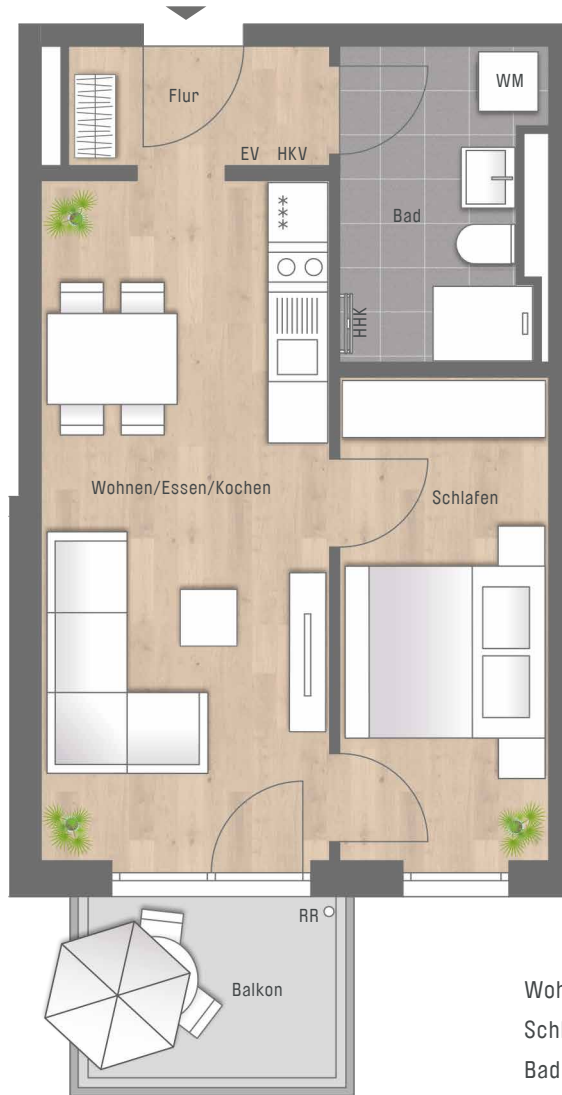 Flur
WM
EV HKV
Bad
HHK
Wohnen/Essen/Kochen
Schlafen
RR
Balkon
Woh
Schl
Bad